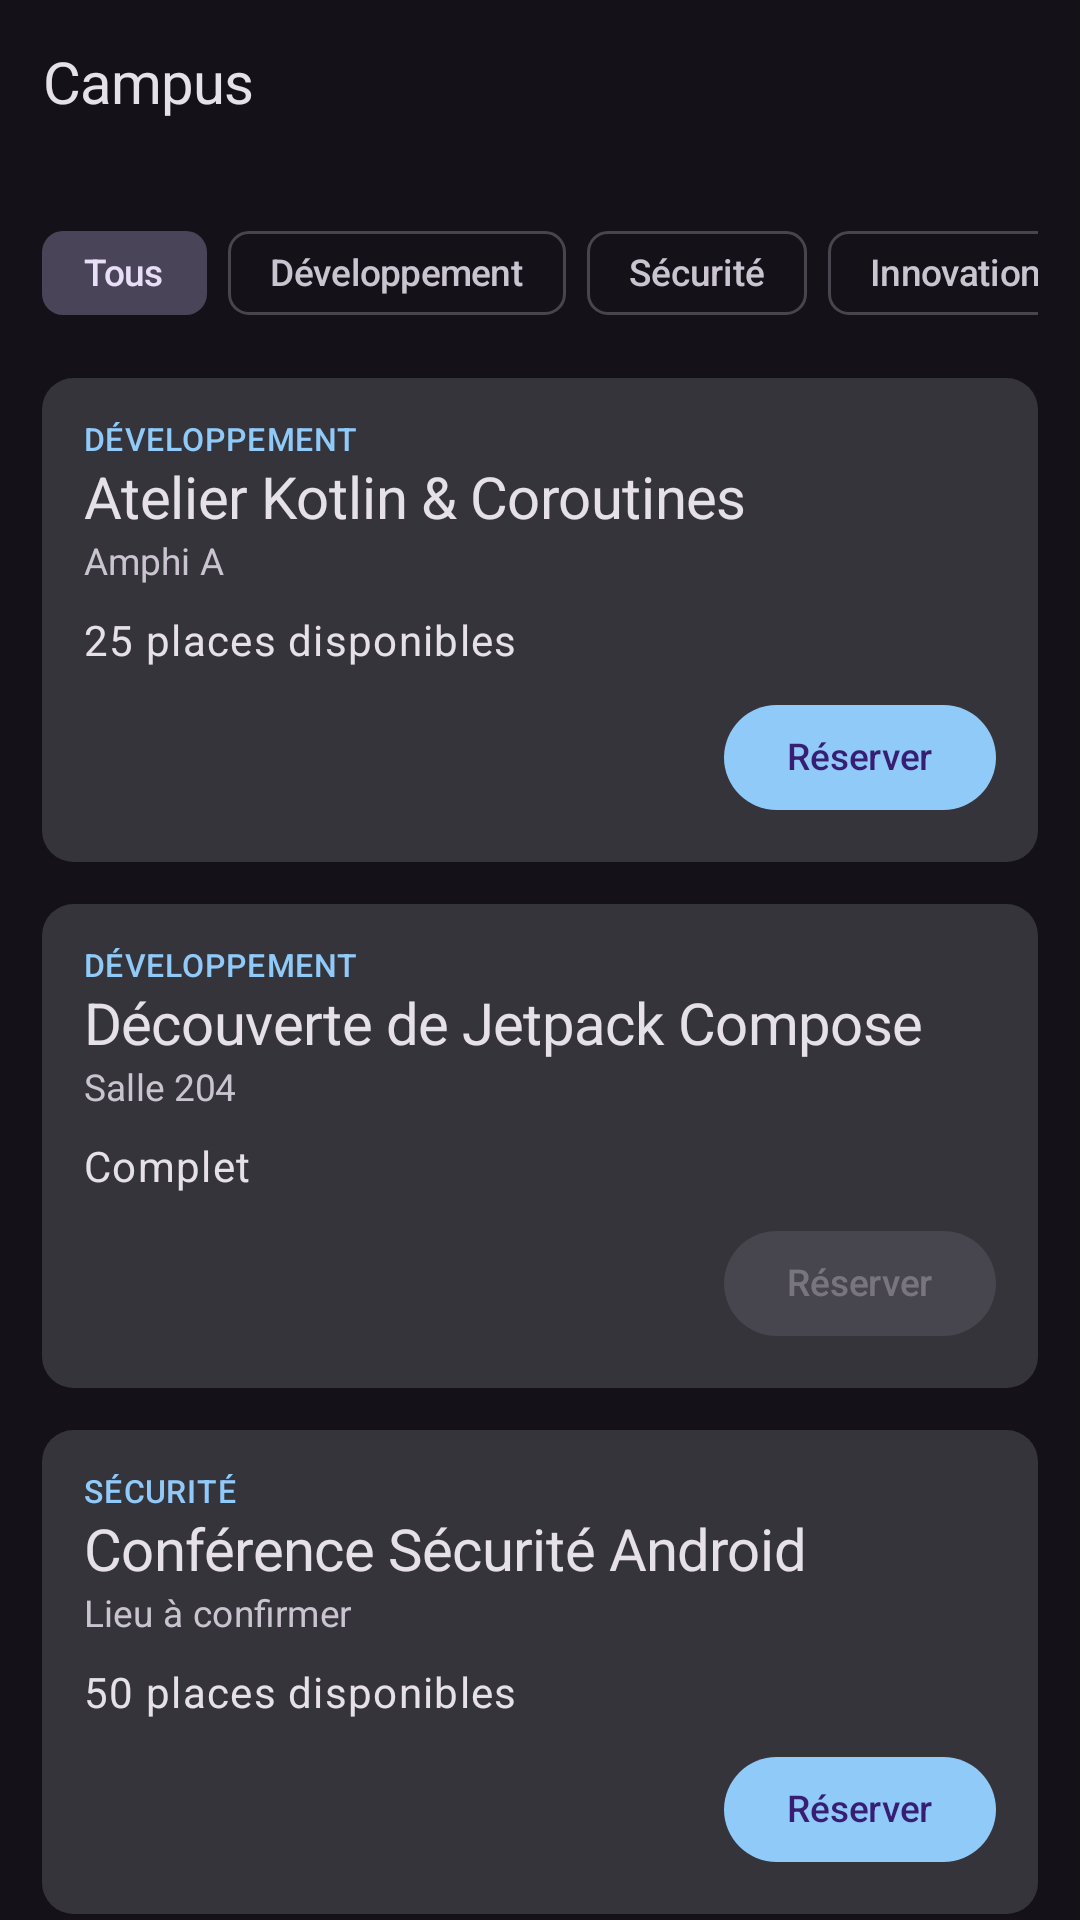 Campus
Tous Développement Sécurité Innovation
DÉVELOPPEMENT
Atelier Kotlin & Coroutines
Amphi A
25 places disponibles
Réserver
DÉVELOPPEMENT
Découverte de Jetpack Compose
Salle 204
Complet
Réserver
SÉCURITÉ
Conférence Sécurité Android
Lieu à confirmer
50 places disponibles
Réserver